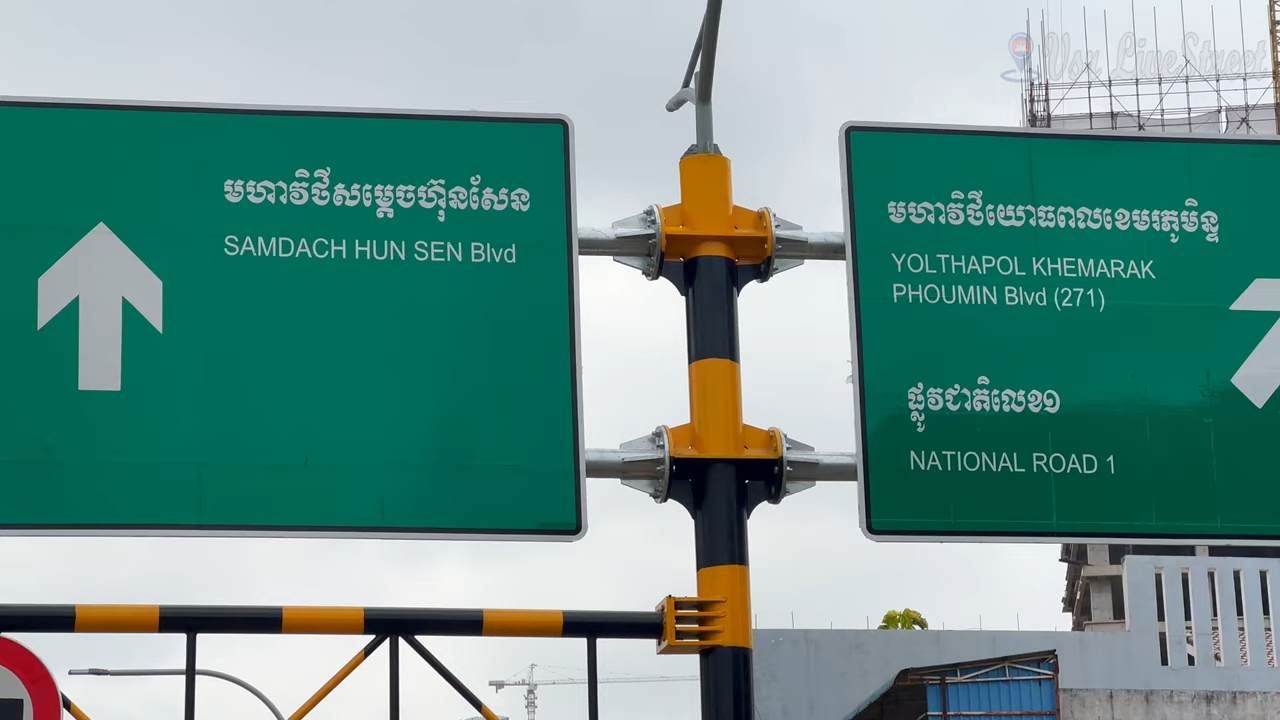 មហាវិថីសម្ដេចហ៊ុនសែន
SAMDACH HUN SEN Blvd
មហាវិថីយោធពលខេមរភូមិន្ទ
YOLTHAPOL KHEMARAK
PHOUMIN Blvd (271)
ផ្លូវជាតិលេខ១
NATIONAL ROAD 1